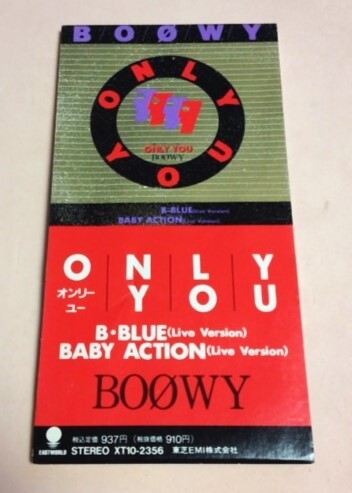 B/O/Ø/W/Y
ONLY YOU
ONLY YOU
BOØWY
B·BLUE(Live Version)
BABY ACTION(Live Version)
O N L Y
オンリー
ユー
YOU
B·BLUE(Live Version)
BABY ACTION(Live Version)
BOØWY
税込定価 937円 (税抜価格 910円)
EASTWORLD STEREO XT10-2356 東芝EMI株式会社